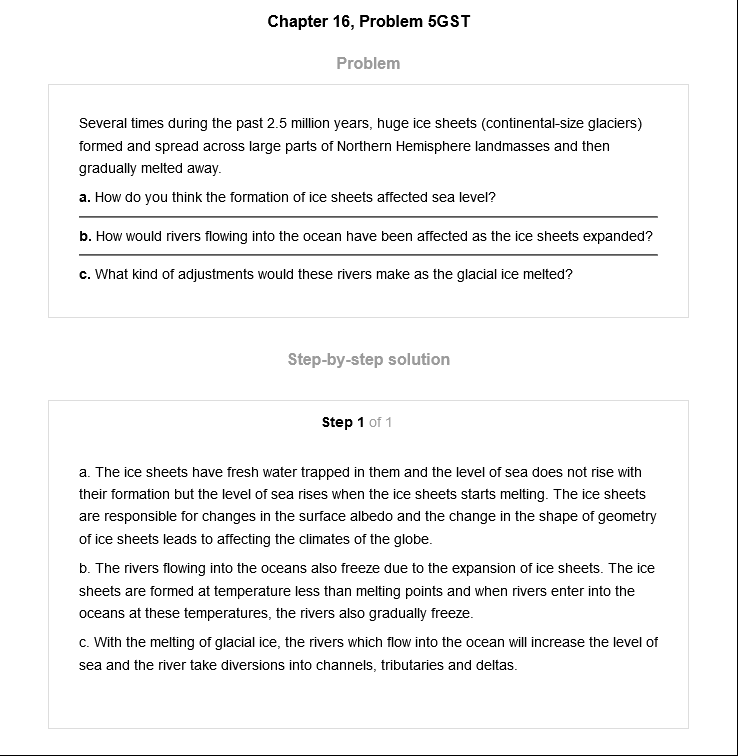 Chapter 16, Problem 5GST
Problem
Several times during the past 2.5 million years, huge ice sheets (continental-size glaciers)
formed and spread across large parts of Northern Hemisphere landmasses and then
gradually melted away.
a. How do you think the formation of ice sheets affected sea level?
b. How would rivers flowing into the ocean have been affected as the ice sheets expanded?
c. What kind of adjustments would these rivers make as the glacial ice melted?
Step-by-step solution
Step 1 of 1
a. The ice sheets have fresh water trapped in them and the level of sea does not rise with
their formation but the level of sea rises when the ice sheets starts melting. The ice sheets
are responsible for changes in the surface albedo and the change in the shape of geometry
of ice sheets leads to affecting the climates of the globe.
b. The rivers flowing into the oceans also freeze due to the expansion of ice sheets. The ice
sheets are formed at temperature less than melting points and when rivers enter into the
oceans at these temperatures, the rivers also gradually freeze.
c. With the melting of glacial ice, the rivers which flow into the ocean will increase the level of
sea and the river take diversions into channels, tributaries and deltas.